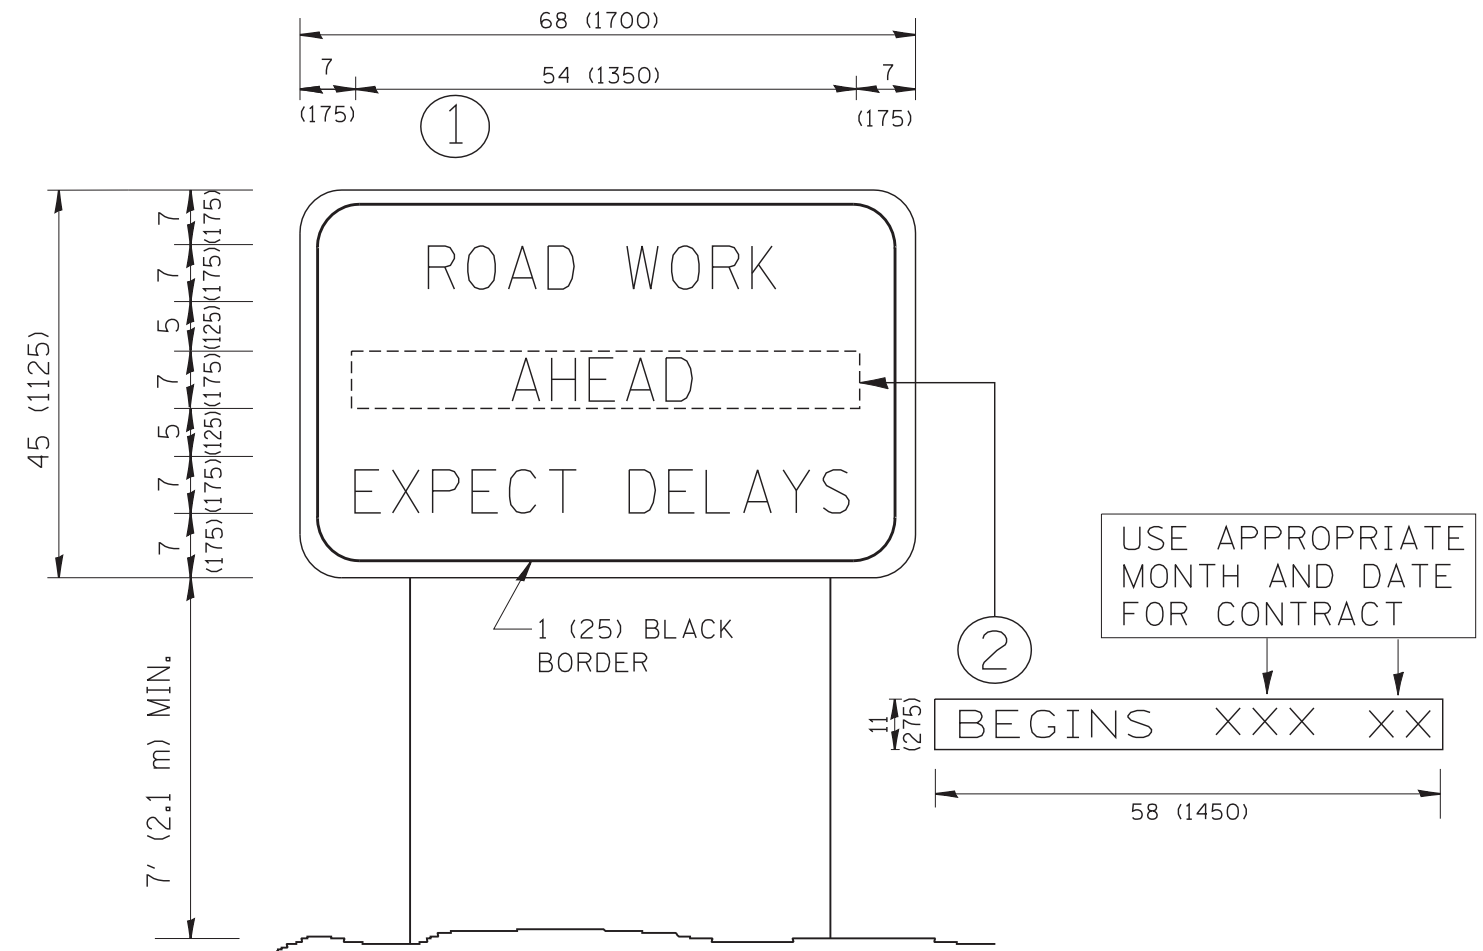 68 (1700)
7
54 (1350)
7
(175)
(175)
1
45 (1125)
7
(175)
7
(175)
5
(125)
7
(175)
5
(125)
7
(175)
7
(175)
ROAD WORK
AHEAD
EXPECT DELAYS
1 (25) BLACK
BORDER
7' (2.1 m) MIN.
USE APPROPRIATE
MONTH AND DATE
FOR CONTRACT
2
11
(275)
BEGINS XXX XX
58 (1450)